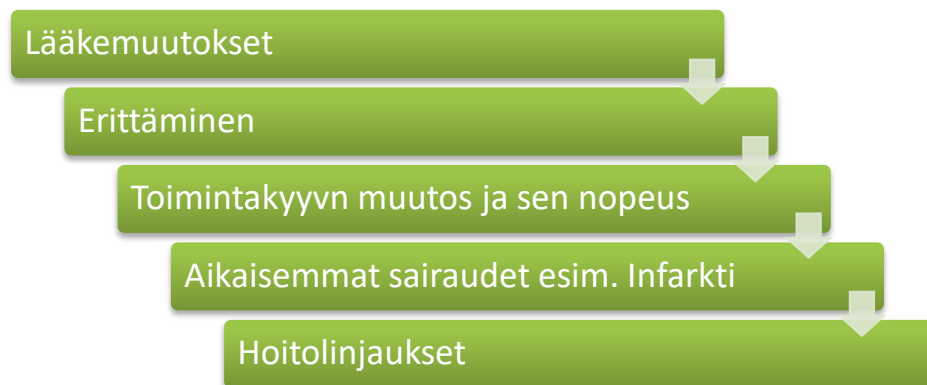 Lääkemuutokset
Erittäminen
Toimintakyyvn muutos ja sen nopeus
Aikaisemmat sairaudet esim. Infarkti
Hoitolinjaukset